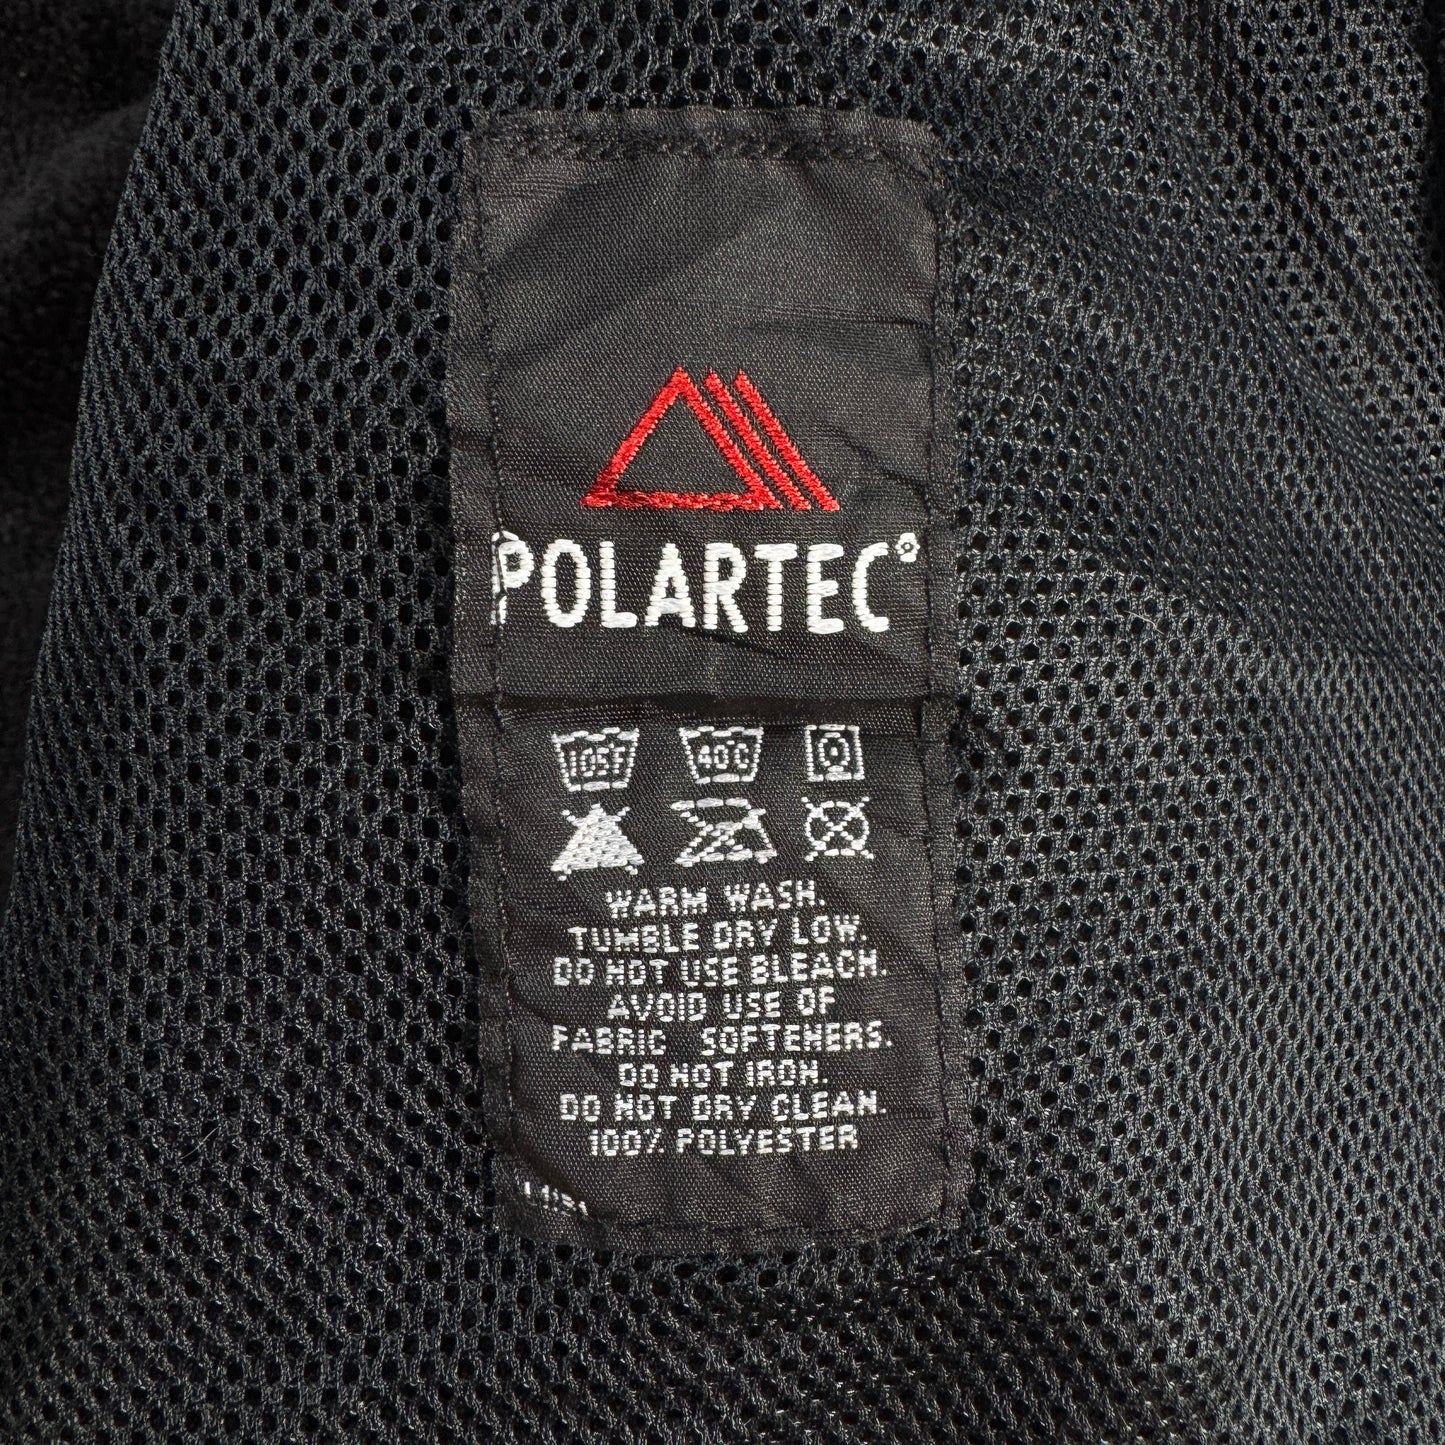 POLARTEC®
105F 40C
WARM WASH.
TUMBLE DRY LOW.
DO NOT USE BLEACH.
AVOID USE OF
FABRIC SOFTENERS.
DO NOT IRON.
DO NOT DRY CLEAN.
100% POLYESTER